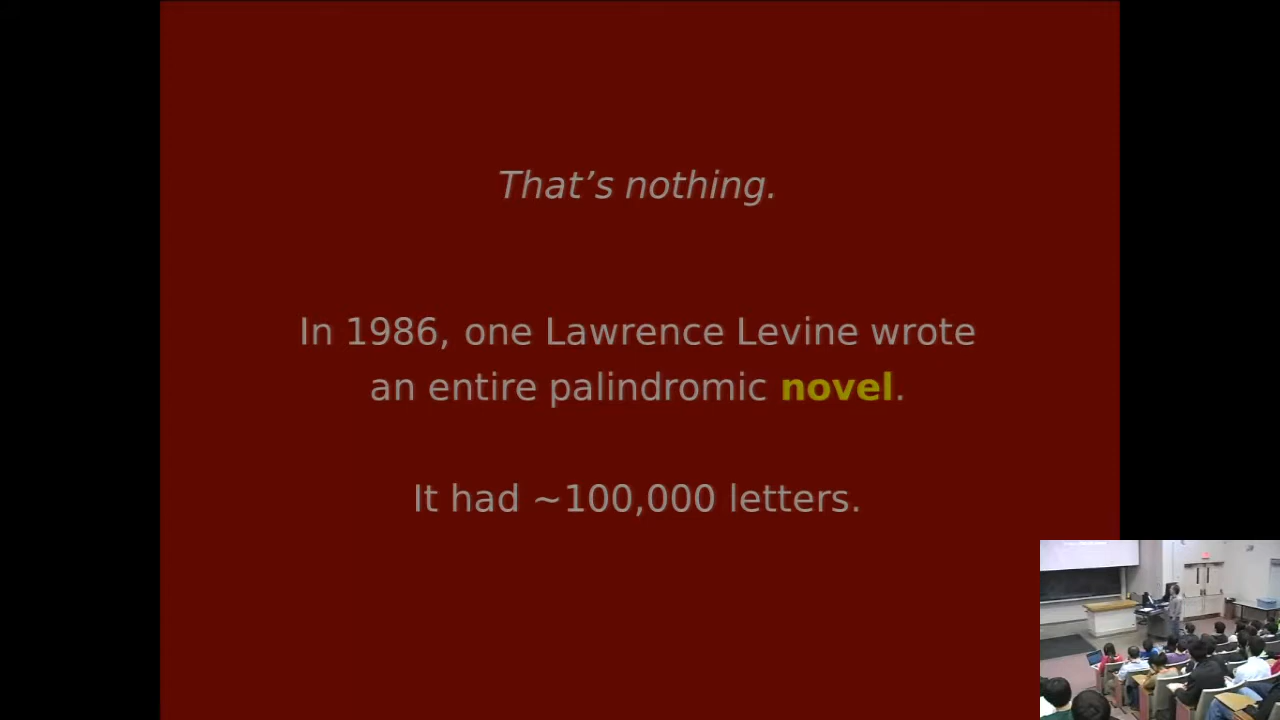 That’s nothing.
In 1986, one Lawrence Levine wrote
an entire palindromic novel.
It had ~100,000 letters.